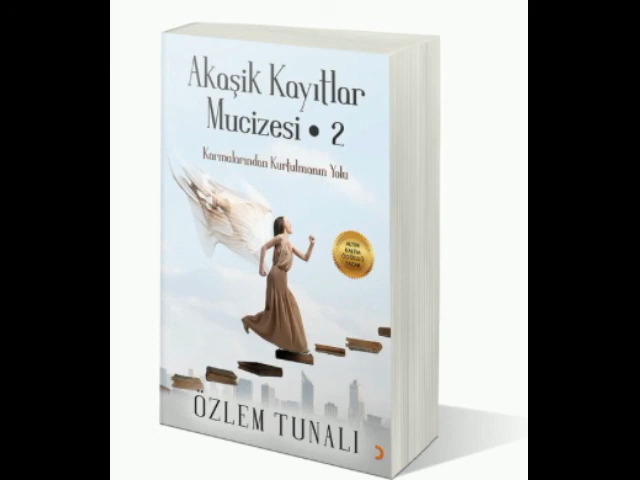 Akaşik Kayıtlar
Mucizesi • 2
Karmalarından Kurtulmanın Yolu
ÖZLEM TUNALI